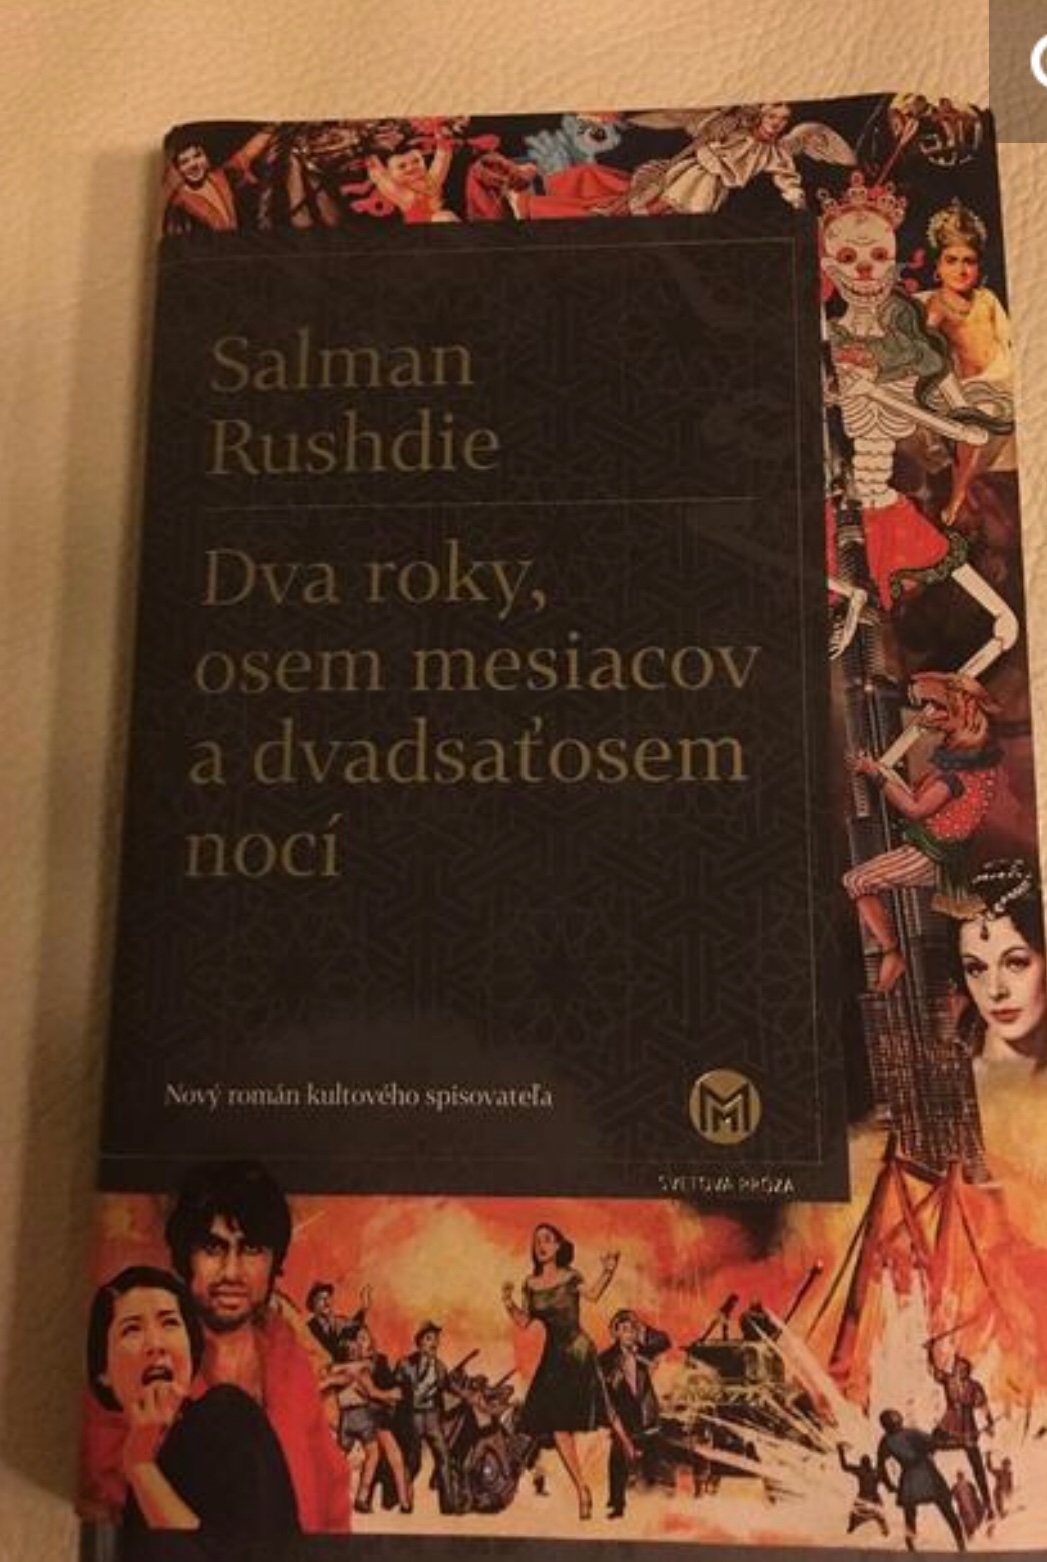 Salman
Rushdie
Dva roky,
osem mesiacov
a dvadsaťosem
nocí
Nový román kultového spisovateľa
SVETOVÁ PRÓZA